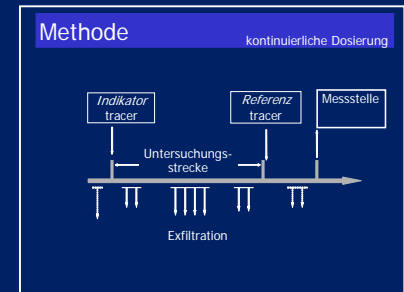 Methode
kontinuierliche Dosierung
Indikator
tracer
Referenz
tracer
Messstelle
Untersuchungs-
strecke
Exfiltration